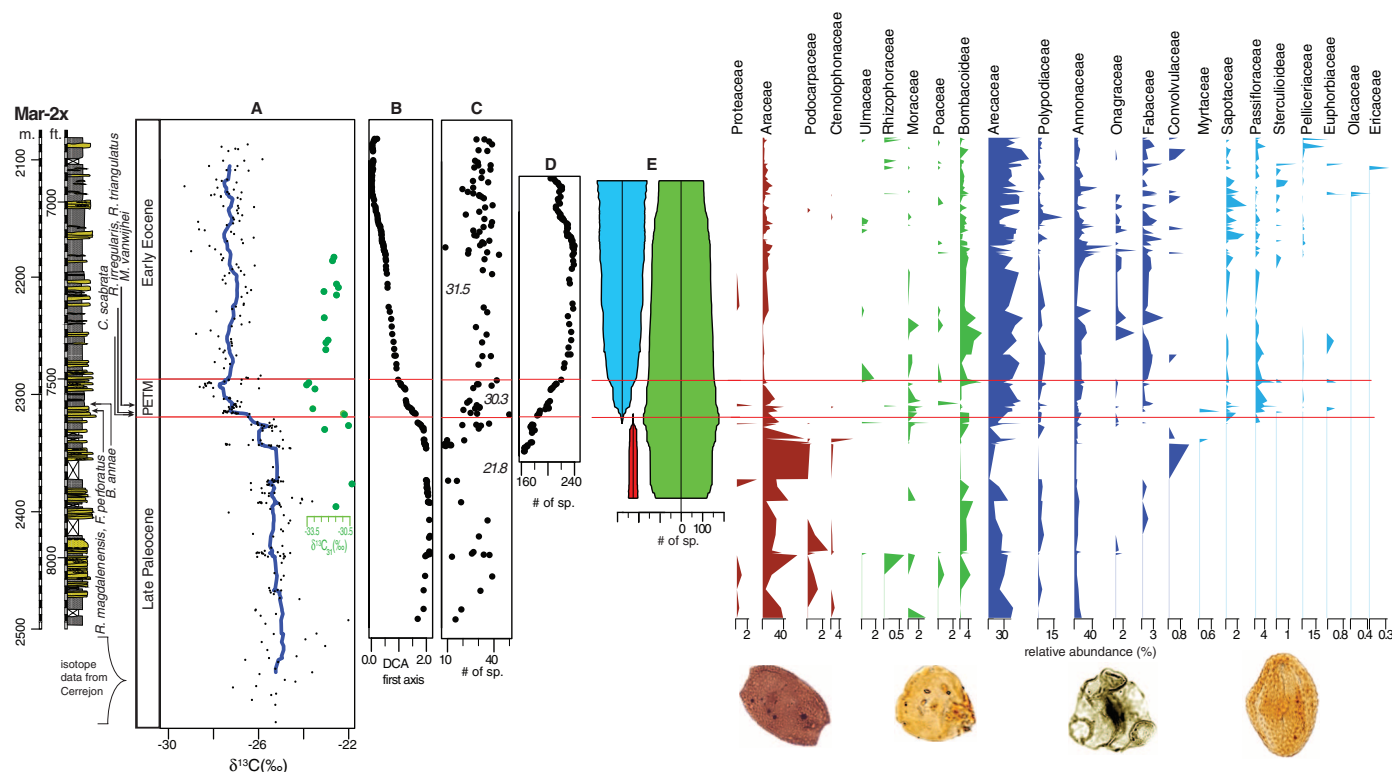 A
B
C
D
E
Mar-2x
m.
ft.
2100
7000
2200
7500
2300
2400
8000
2500
C. scabrata
R. irregularis, R. triangulatus
M. vanwijhei
R. magdalensis, F. perforatus
B. annae
isotope
data from
Cerrejon
Early Eocene
PETM
Late Paleocene
-30
-28
-26
-24
-22
δ¹³C(‰)
-33.5
-30.5
δ¹³C₃₁(‰)
0.0
2.0
DCA
first axis
31.5
30.3
21.8
10
40
# of sp.
160
240
# of sp.
0
100
# of sp.
Proteaceae
Araceae
Podocarpaceae
Ctenolophonaceae
Ulmaceae
Rhizophoraceae
Moraceae
Poaceae
Bombacoideae
Arecaceae
Polypodiaceae
Annonaceae
Onagraceae
Fabaceae
Convolvulaceae
Myrtaceae
Sapotaceae
Passifloraceae
Sterculioideae
Pelliceriaceae
Euphorbiaceae
Olacaceae
Ericaceae
2
40
2
4
2
0.5
2
2
4
30
15
40
2
3
0.8
0.6
2
4
1
15
0.8
0.4
0.3
relative abundance (%)